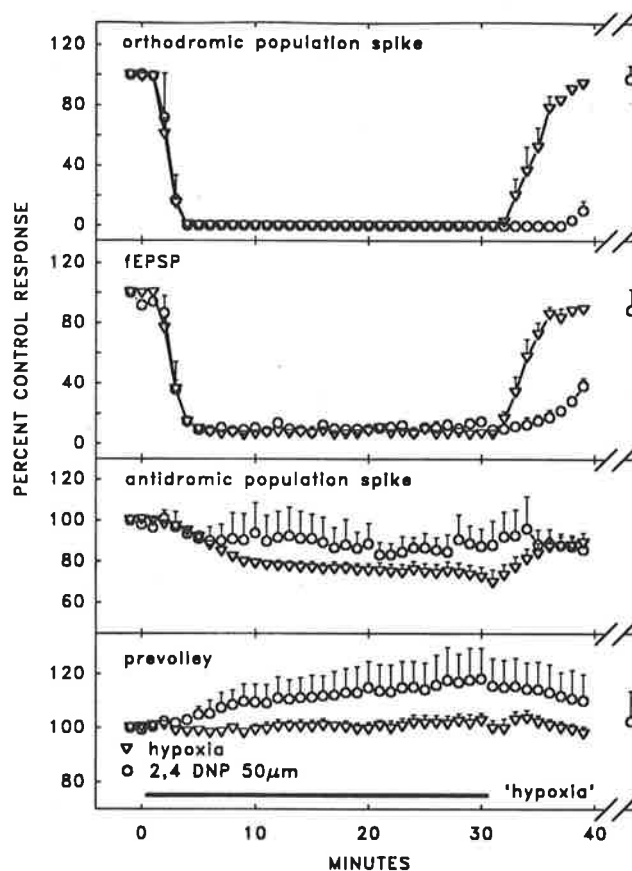 120
orthodromic population spike
80
40
0
120
fEPSP
80
40
0
PERCENT CONTROL RESPONSE
antidromic population spike
120
100
80
60
prevolley
120
100
▽ hypoxia
○ 2,4 DNP 50μm
80
'hypoxia'
0 10 20 30 40
MINUTES